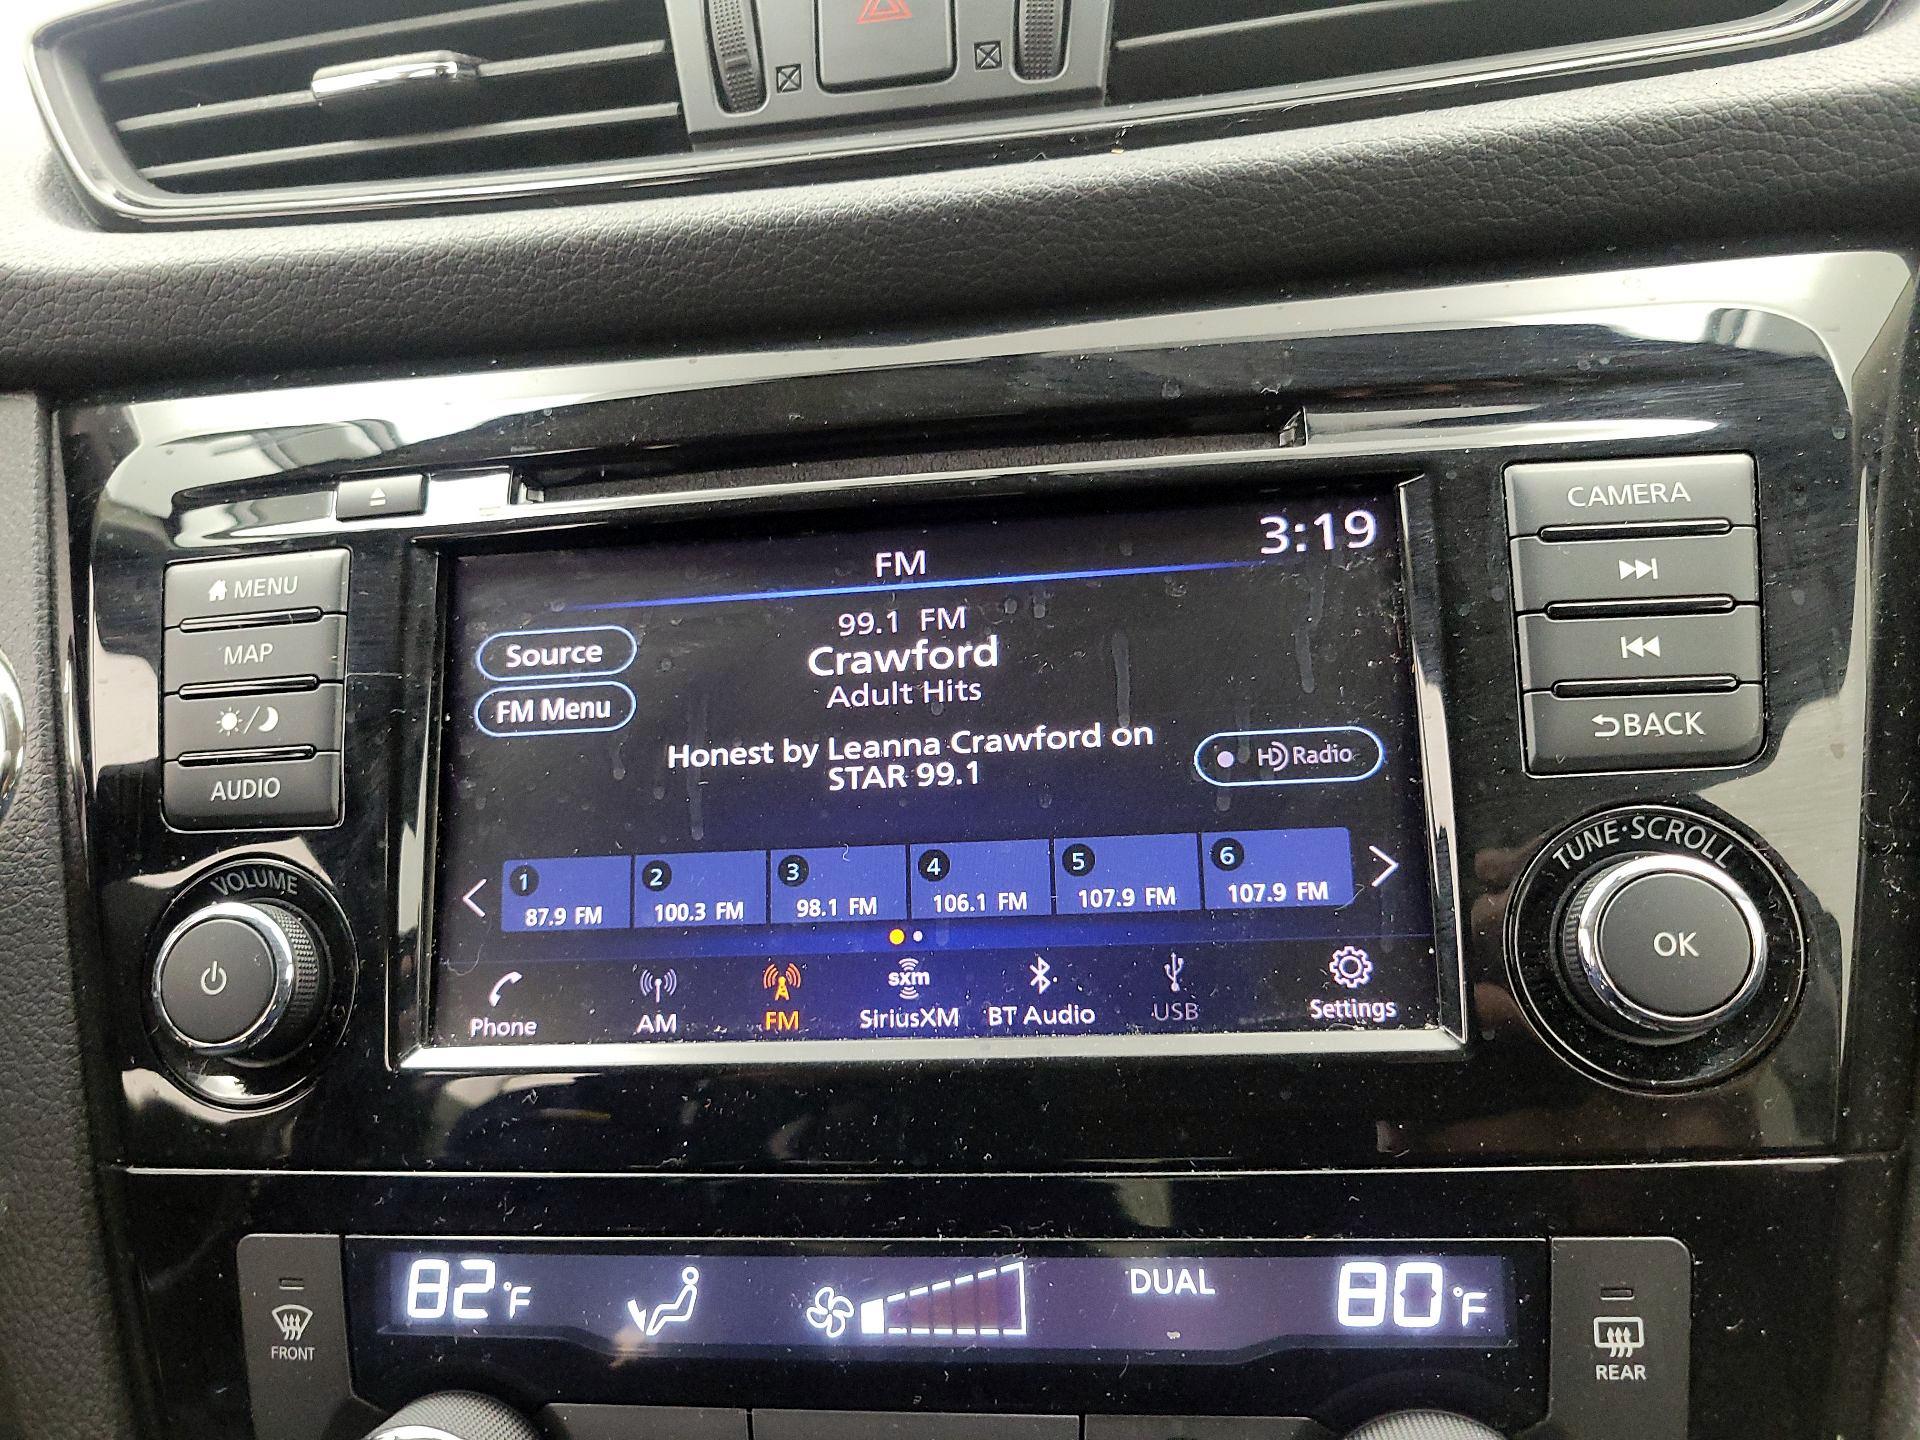 CAMERA
BACK
MENU
MAP
AUDIO
VOLUME
TUNE·SCROLL
OK
3:19
FM
99.1 FM
Crawford
Adult Hits
Source
FM Menu
Honest by Leanna Crawford on
STAR 99.1
HD Radio
1 87.9 FM
2 100.3 FM
3 98.1 FM
4 106.1 FM
5 107.9 FM
6 107.9 FM
Phone
AM
FM
sxm
SiriusXM
BT Audio
USB
Settings
82°F
DUAL
80°F
FRONT
REAR